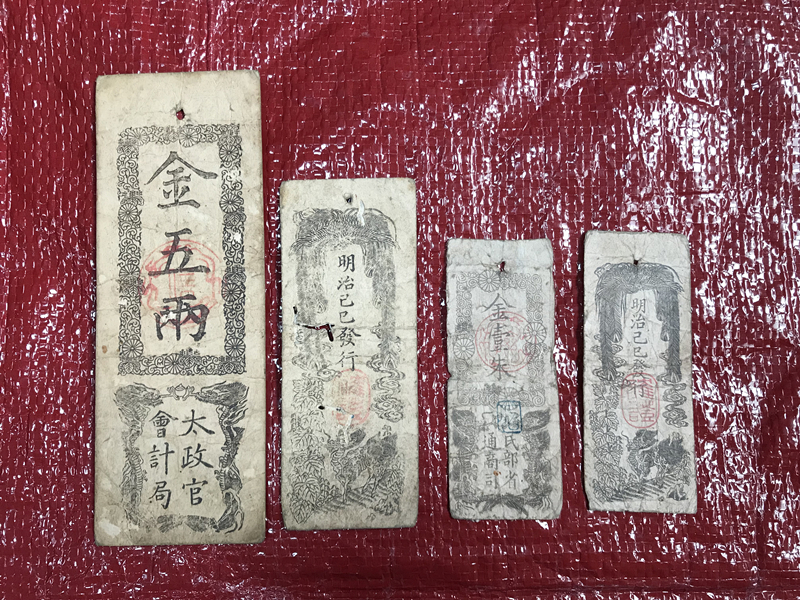 金五兩
太政官
會計局
明治己巳發行
金壹朱
民部省
通商司
明治己巳發行